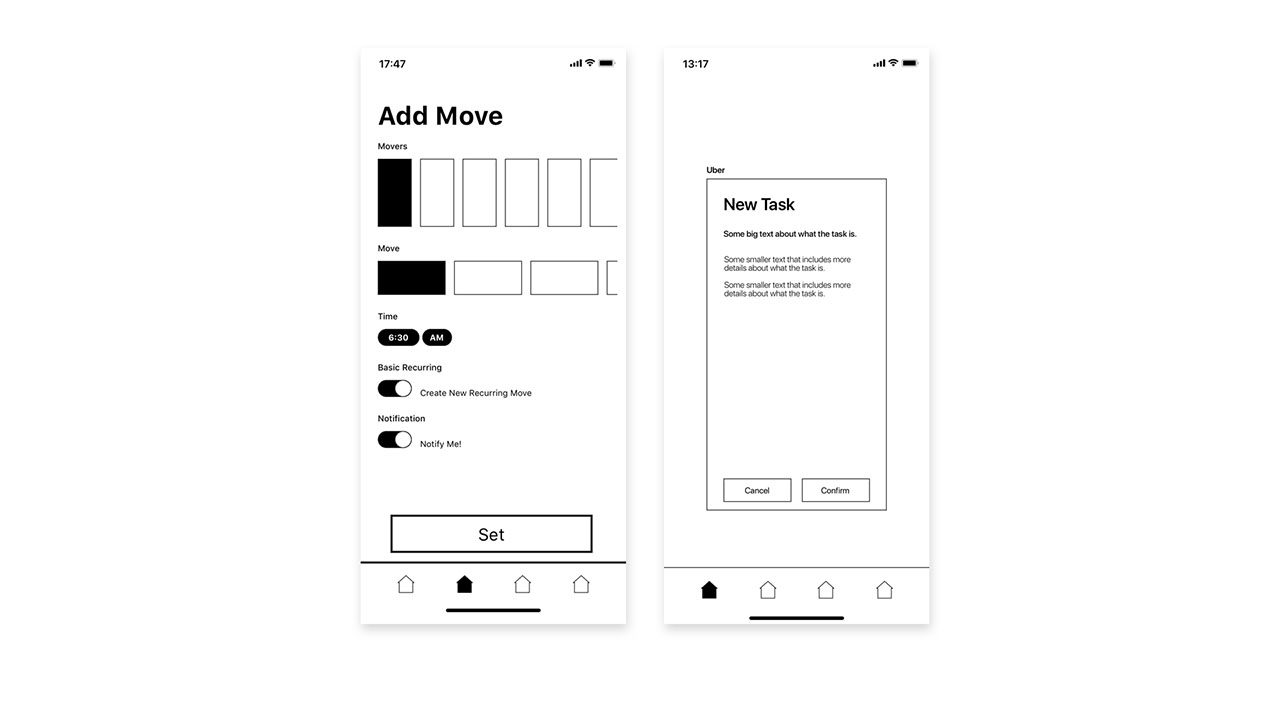 17:47
Add Move
Movers
Move
Time
6:30 AM
Basic Recurring
Create New Recurring Move
Notification
Notify Me!
Set
13:17
Uber
New Task
Some big text about what the task is.
Some smaller text that includes more
details about what the task is.
Some smaller text that includes more
details about what the task is.
Cancel Confirm